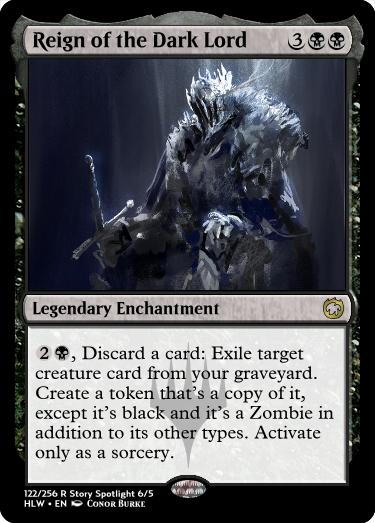 Reign of the Dark Lord 3
Legendary Enchantment
2, Discard a card: Exile target
creature card from your graveyard.
Create a token that's a copy of it,
except it's black and it's a Zombie in
addition to its other types. Activate
only as a sorcery.
122/256 R Story Spotlight 6/5
HLW • EN Conor Burke